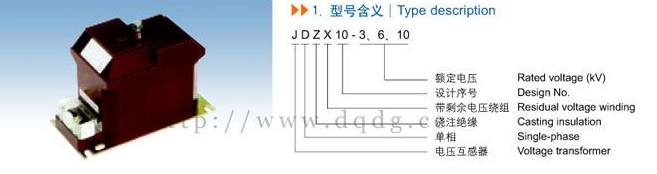 1、型号含义 Type description
J D Z X 10 - 3、6、10
额定电压 Rated voltage (kV)
设计序号 Design No.
带剩余电压绕组 Residual voltage winding
浇注绝缘 Casting insulation
单相 Single-phase
电压互感器 Voltage transformer
http://www.dqdg.c